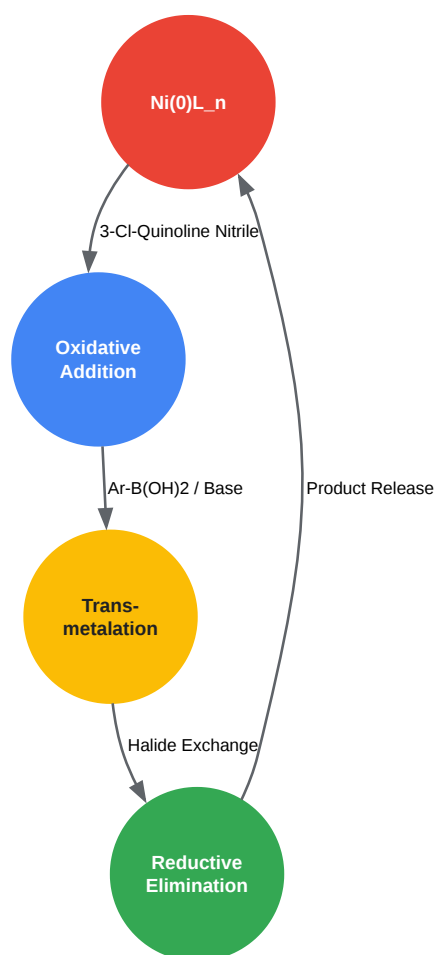 Ni(0)L_n
3-Cl-Quinoline Nitrile
Oxidative
Addition
Ar-B(OH)2 / Base
Product Release
Trans-
metalation
Halide Exchange
Reductive
Elimination